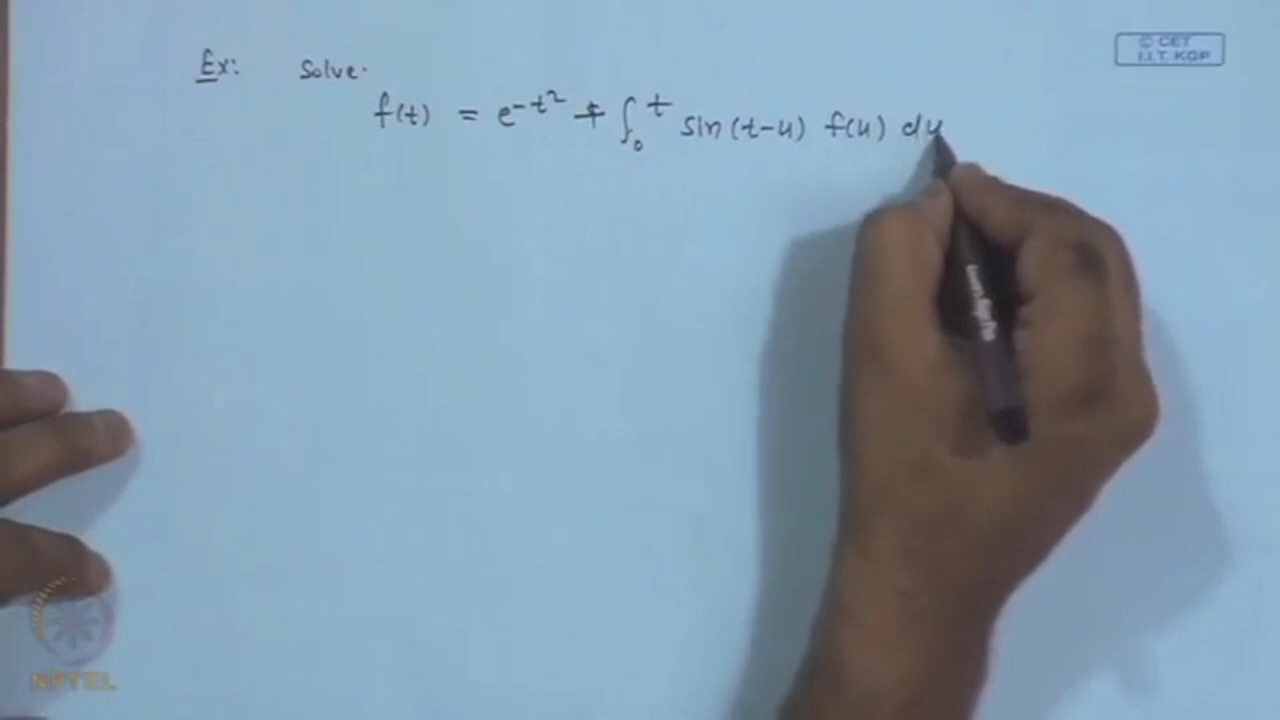 © CET
I.I.T. KGP
Ex: Solve.
f(t) = e^{-t^2} + ∫_0^t sin(t-u) f(u) du
NPTEL